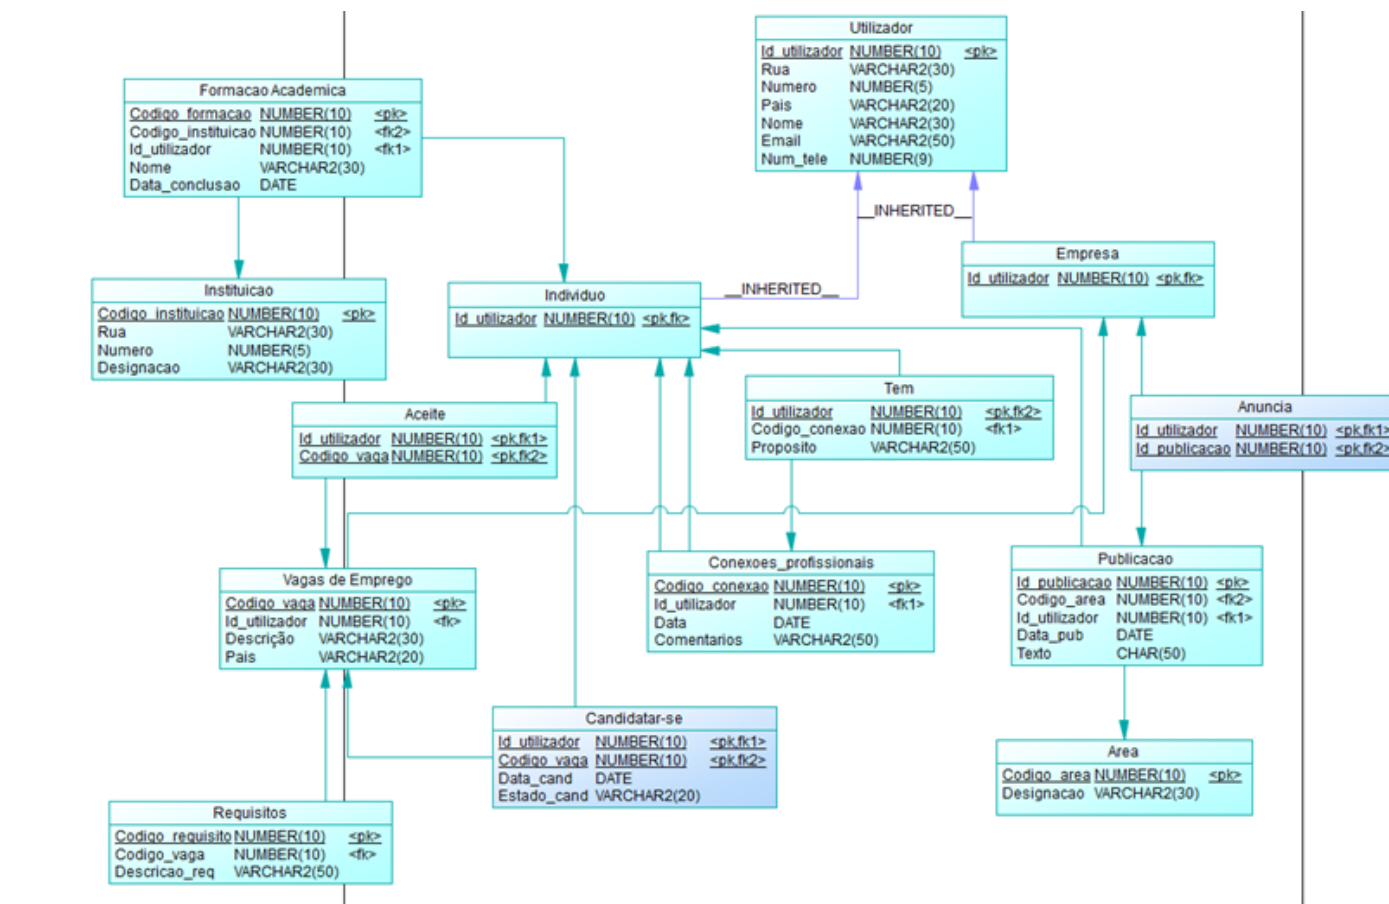 Utilizador
Id_utilizador NUMBER(10) <pk>
Rua VARCHAR2(30)
Numero NUMBER(5)
Pais VARCHAR2(20)
Nome VARCHAR2(30)
Email VARCHAR2(50)
Num_tele NUMBER(9)
Formacao Academica
Codigo_formacao NUMBER(10) <pk>
Codigo_instituicao NUMBER(10) <fk2>
Id_utilizador NUMBER(10) <fk1>
Nome VARCHAR2(30)
Data_conclusao DATE
__INHERITED__
Empresa
Id_utilizador NUMBER(10) <pk,fk>
Instituicao
Codigo_instituicao NUMBER(10) <pk>
Rua VARCHAR2(30)
Numero NUMBER(5)
Designacao VARCHAR2(30)
Individuo
Id_utilizador NUMBER(10) <pk,fk>
__INHERITED__
Tem
Id_utilizador NUMBER(10) <pk,fk2>
Codigo_conexao NUMBER(10) <fk1>
Proposito VARCHAR2(50)
Anuncia
Id_utilizador NUMBER(10) <pk,fk1>
Id_publicacao NUMBER(10) <pk,fk2>
Aceite
Id_utilizador NUMBER(10) <pk,fk1>
Codigo_vaga NUMBER(10) <pk,fk2>
Conexoes_profissionais
Codigo_conexao NUMBER(10) <pk>
Id_utilizador NUMBER(10) <fk1>
Data DATE
Comentarios VARCHAR2(50)
Publicacao
Id_publicacao NUMBER(10) <pk>
Codigo_area NUMBER(10) <fk2>
Id_utilizador NUMBER(10) <fk1>
Data_pub DATE
Texto CHAR(50)
Vagas de Emprego
Codigo_vaga NUMBER(10) <pk>
Id_utilizador NUMBER(10) <fk>
Descrição VARCHAR2(30)
Pais VARCHAR2(20)
Candidatar-se
Id_utilizador NUMBER(10) <pk,fk1>
Codigo_vaga NUMBER(10) <pk,fk2>
Data_cand DATE
Estado_cand VARCHAR2(20)
Area
Codigo_area NUMBER(10) <pk>
Designacao VARCHAR2(30)
Requisitos
Codigo_requisito NUMBER(10) <pk>
Codigo_vaga NUMBER(10) <fk>
Descricao_req VARCHAR2(50)